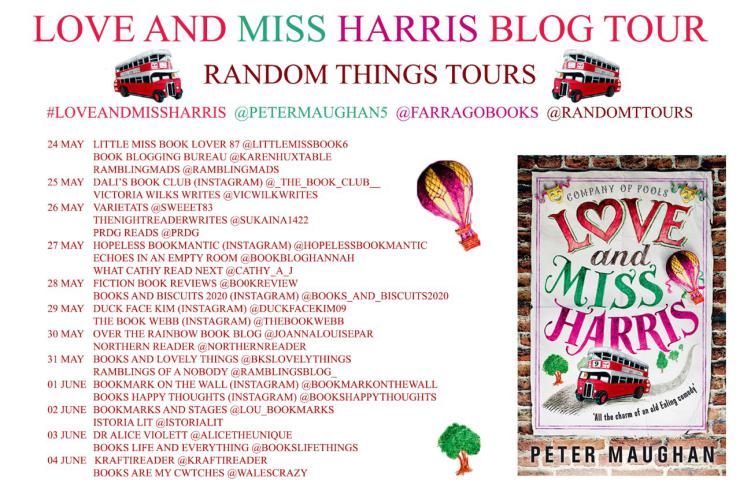 LOVE AND MISS HARRIS BLOG TOUR
RANDOM THINGS TOURS
#LOVEANDMISSHARRIS @PETERMAUGHAN5 @FARRAGOBOOKS @RANDOMTTOURS
24 MAY LITTLE MISS BOOK LOVER 87 @LITTLEMISSBOOK6
BOOK BLOGGING BUREAU @KARENHUXTABLE
RAMBLINGMADS @RAMBLINGMADS
25 MAY DALI'S BOOK CLUB (INSTAGRAM) @_THE_BOOK_CLUB__
VICTORIA WILKS WRITES @VICWILKWRITES
26 MAY VARIETATS @SWEEET83
THENIGHTREADERWRITES @SUKAINA1422
PRDG READS @PRDG
27 MAY HOPELESS BOOKMANTIC (INSTAGRAM) @HOPELESSBOOKMANTIC
ECHOES IN AN EMPTY ROOM @BOOKBLOGHANNAH
WHAT CATHY READ NEXT @CATHY_A_J
28 MAY FICTION BOOK REVIEWS @BO0KREVIEW
BOOKS AND BISCUITS 2020 (INSTAGRAM) @BOOKS_AND_BISCUITS2020
29 MAY DUCK FACE KIM (INSTAGRAM) @DUCKFACEKIM09
THE BOOK WEBB (INSTAGRAM) @THEBOOKWEBB
30 MAY OVER THE RAINBOW BOOK BLOG @JOANNALOUISEPAR
NORTHERN READER @NORTHERNREADER
31 MAY BOOKS AND LOVELY THINGS @BKSLOVELYTHINGS
RAMBLINGS OF A NOBODY @RAMBLINGSBLOG_
01 JUNE BOOKMARK ON THE WALL (INSTAGRAM) @BOOKMARKONTHEWALL
BOOKS HAPPY THOUGHTS (INSTAGRAM) @BOOKSHAPPYTHOUGHTS
02 JUNE BOOKMARKS AND STAGES @LOU_BOOKMARKS
ISTORIA LIT @ISTORIALIT
03 JUNE DR ALICE VIOLETT @ALICETHEUNIQUE
BOOKS LIFE AND EVERYTHING @BOOKSLIFETHINGS
04 JUNE KRAFTIREADER @KRAFTIREADER
BOOKS ARE MY CWTCHES @WALESCRAZY
COMPANY OF FOOLS
LOVE
and
MISS
HARRIS
9
'All the charm of an old Ealing comedy'
PETER MAUGHAN